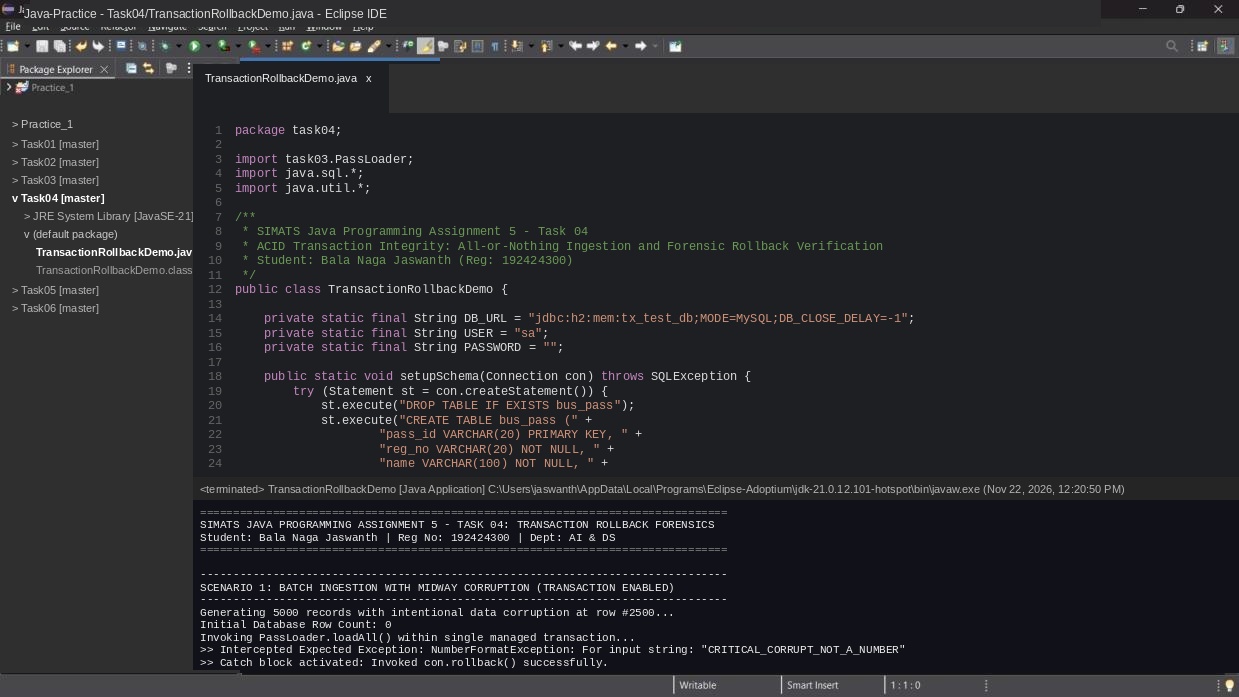 Java-Practice - Task04/TransactionRollbackDemo.java - Eclipse IDE
File Edit Source Refactor Navigate Search Project Run Window Help
Package Explorer
Practice_1
> Practice_1
> Task01 [master]
> Task02 [master]
> Task03 [master]
v Task04 [master]
> JRE System Library [JavaSE-21]
v (default package)
TransactionRollbackDemo.jav
TransactionRollbackDemo.class
> Task05 [master]
> Task06 [master]
TransactionRollbackDemo.java x
1 package task04;
2
3 import task03.PassLoader;
4 import java.sql.*;
5 import java.util.*;
6
7 /**
8 * SIMATS Java Programming Assignment 5 - Task 04
9 * ACID Transaction Integrity: All-or-Nothing Ingestion and Forensic Rollback Verification
10 * Student: Bala Naga Jaswanth (Reg: 192424300)
11 */
12 public class TransactionRollbackDemo {
13
14 private static final String DB_URL = "jdbc:h2:mem:tx_test_db;MODE=MySQL;DB_CLOSE_DELAY=-1";
15 private static final String USER = "sa";
16 private static final String PASSWORD = "";
17
18 public static void setupSchema(Connection con) throws SQLException {
19 try (Statement st = con.createStatement()) {
20 st.execute("DROP TABLE IF EXISTS bus_pass");
21 st.execute("CREATE TABLE bus_pass (" +
22 "pass_id VARCHAR(20) PRIMARY KEY, " +
23 "reg_no VARCHAR(20) NOT NULL, " +
24 "name VARCHAR(100) NOT NULL, " +
<terminated> TransactionRollbackDemo [Java Application] C:\Users\jaswanth\AppData\Local\Programs\Eclipse-Adoptium\jdk-21.0.12.101-hotspot\bin\javaw.exe (Nov 22, 2026, 12:20:50 PM)
================================================================================
SIMATS JAVA PROGRAMMING ASSIGNMENT 5 - TASK 04: TRANSACTION ROLLBACK FORENSICS
Student: Bala Naga Jaswanth | Reg No: 192424300 | Dept: AI & DS
================================================================================
--------------------------------------------------------------------------------
SCENARIO 1: BATCH INGESTION WITH MIDWAY CORRUPTION (TRANSACTION ENABLED)
--------------------------------------------------------------------------------
Generating 5000 records with intentional data corruption at row #2500...
Initial Database Row Count: 0
Invoking PassLoader.loadAll() within single managed transaction...
>> Intercepted Expected Exception: NumberFormatException: For input string: "CRITICAL_CORRUPT_NOT_A_NUMBER"
>> Catch block activated: Invoked con.rollback() successfully.
Writable
Smart Insert
1 : 1 : 0